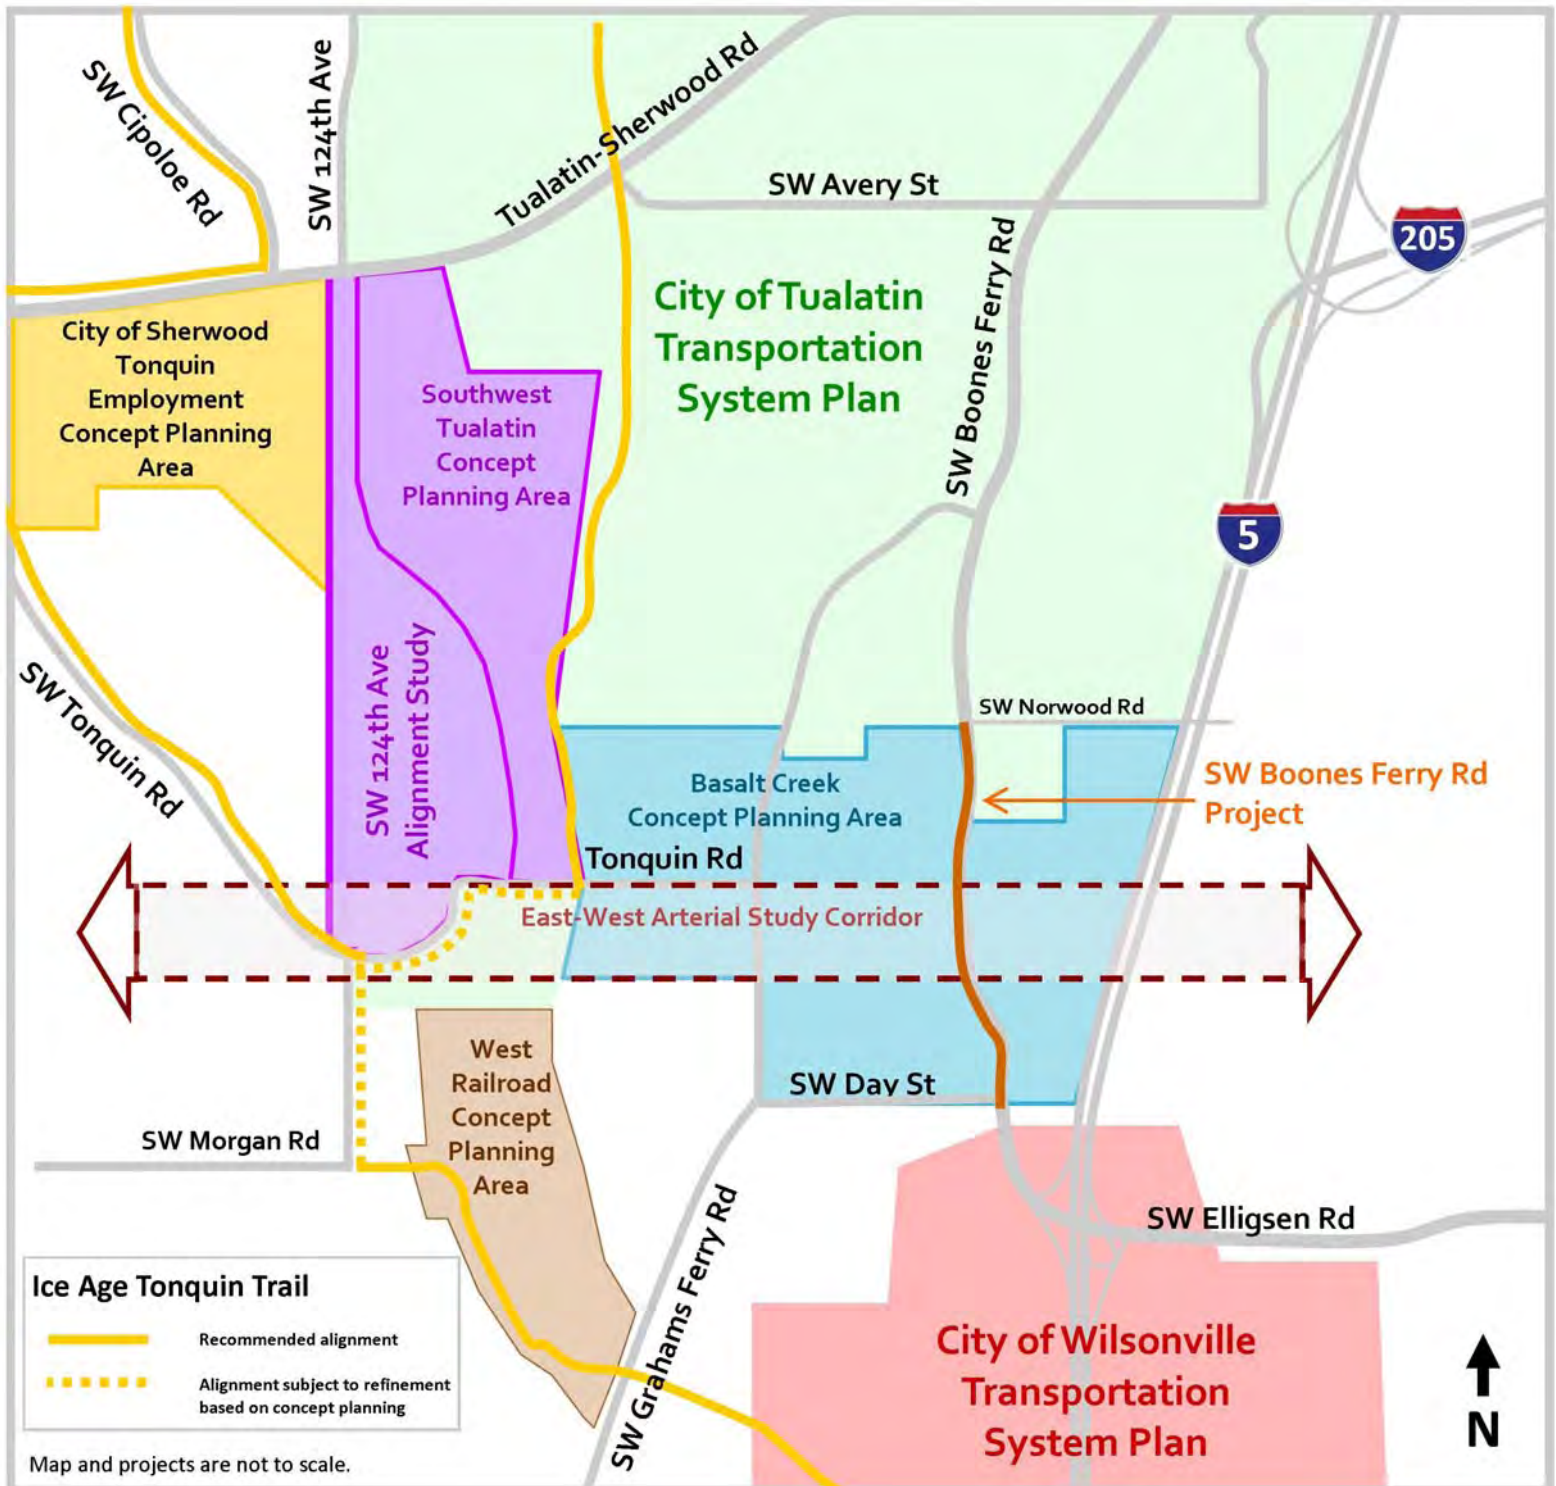 SW Cipoloe Rd
SW 124th Ave
Tualatin-Sherwood Rd
SW Avery St
205
City of Tualatin
Transportation
System Plan
SW Boones Ferry Rd
City of Sherwood
Tonquin
Employment
Concept Planning
Area
Southwest
Tualatin
Concept
Planning Area
5
SW 124th Ave
Alignment Study
SW Tonquin Rd
SW Norwood Rd
Basalt Creek
Concept Planning Area
SW Boones Ferry Rd
Project
Tonquin Rd
East-West Arterial Study Corridor
West
Railroad
Concept
Planning
Area
SW Day St
SW Morgan Rd
SW Grahams Ferry Rd
SW Elligsen Rd
City of Wilsonville
Transportation
System Plan
Ice Age Tonquin Trail
Recommended alignment
Alignment subject to refinement
based on concept planning
Map and projects are not to scale.
N